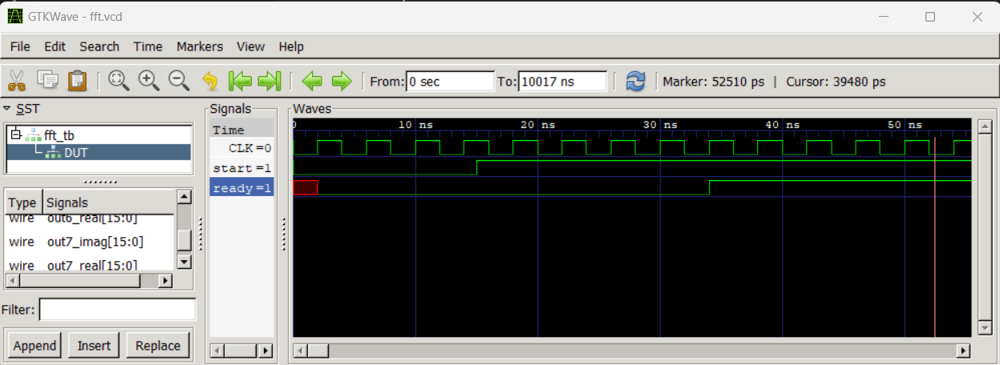 GTKWave - fft.vcd
File Edit Search Time Markers View Help
From: 0 sec To: 10017 ns Marker: 52510 ps | Cursor: 39480 ps
SST
fft_tb
DUT
Type Signals
wire out6_real[15:0]
wire out7_imag[15:0]
wire out7_real[15:0]
Filter:
Append Insert Replace
Signals
Time
CLK=0
start=1
ready=1
Waves
0 10 ns 20 ns 30 ns 40 ns 50 ns